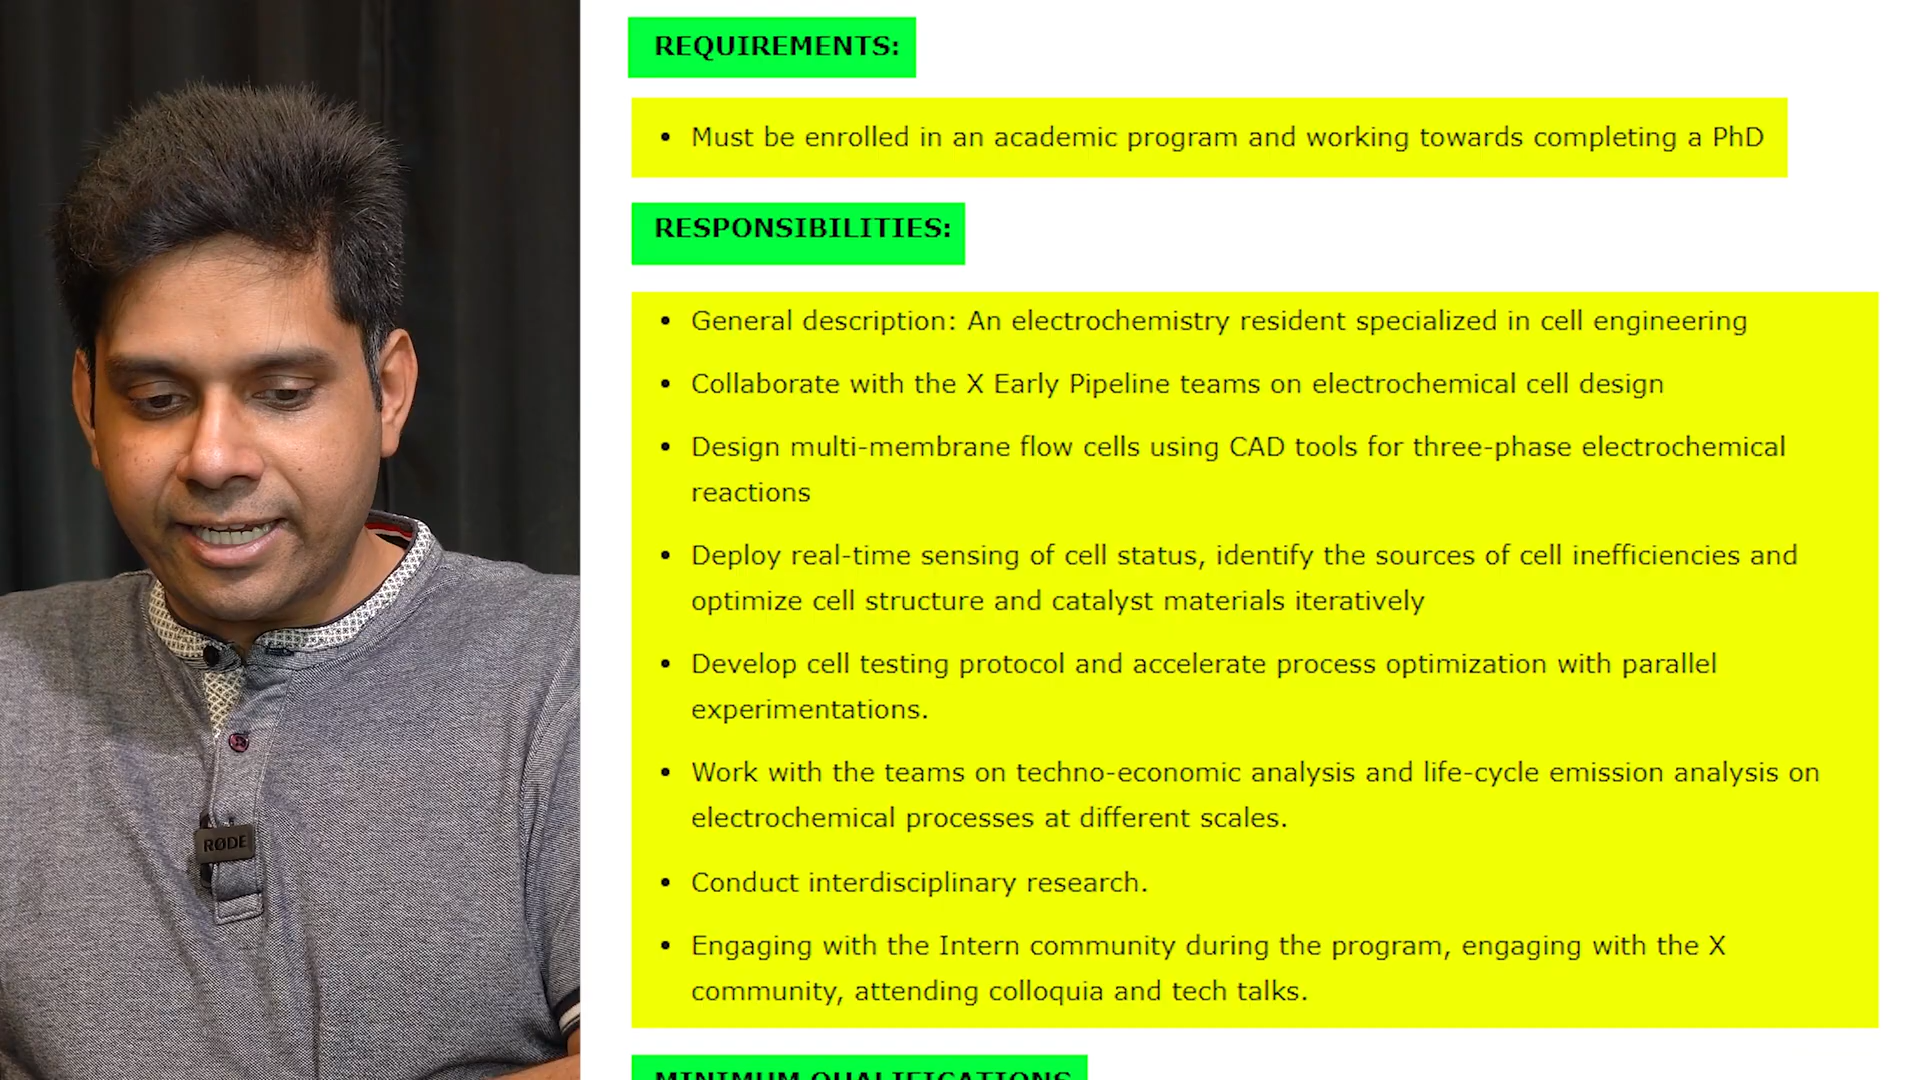 REQUIREMENTS:
• Must be enrolled in an academic program and working towards completing a PhD
RESPONSIBILITIES:
• General description: An electrochemistry resident specialized in cell engineering
• Collaborate with the X Early Pipeline teams on electrochemical cell design
• Design multi-membrane flow cells using CAD tools for three-phase electrochemical
reactions
• Deploy real-time sensing of cell status, identify the sources of cell inefficiencies and
optimize cell structure and catalyst materials iteratively
• Develop cell testing protocol and accelerate process optimization with parallel
experimentations.
• Work with the teams on techno-economic analysis and life-cycle emission analysis on
electrochemical processes at different scales.
• Conduct interdisciplinary research.
• Engaging with the Intern community during the program, engaging with the X
community, attending colloquia and tech talks.
MINIMUM QUALIFICATIONS
RØDE